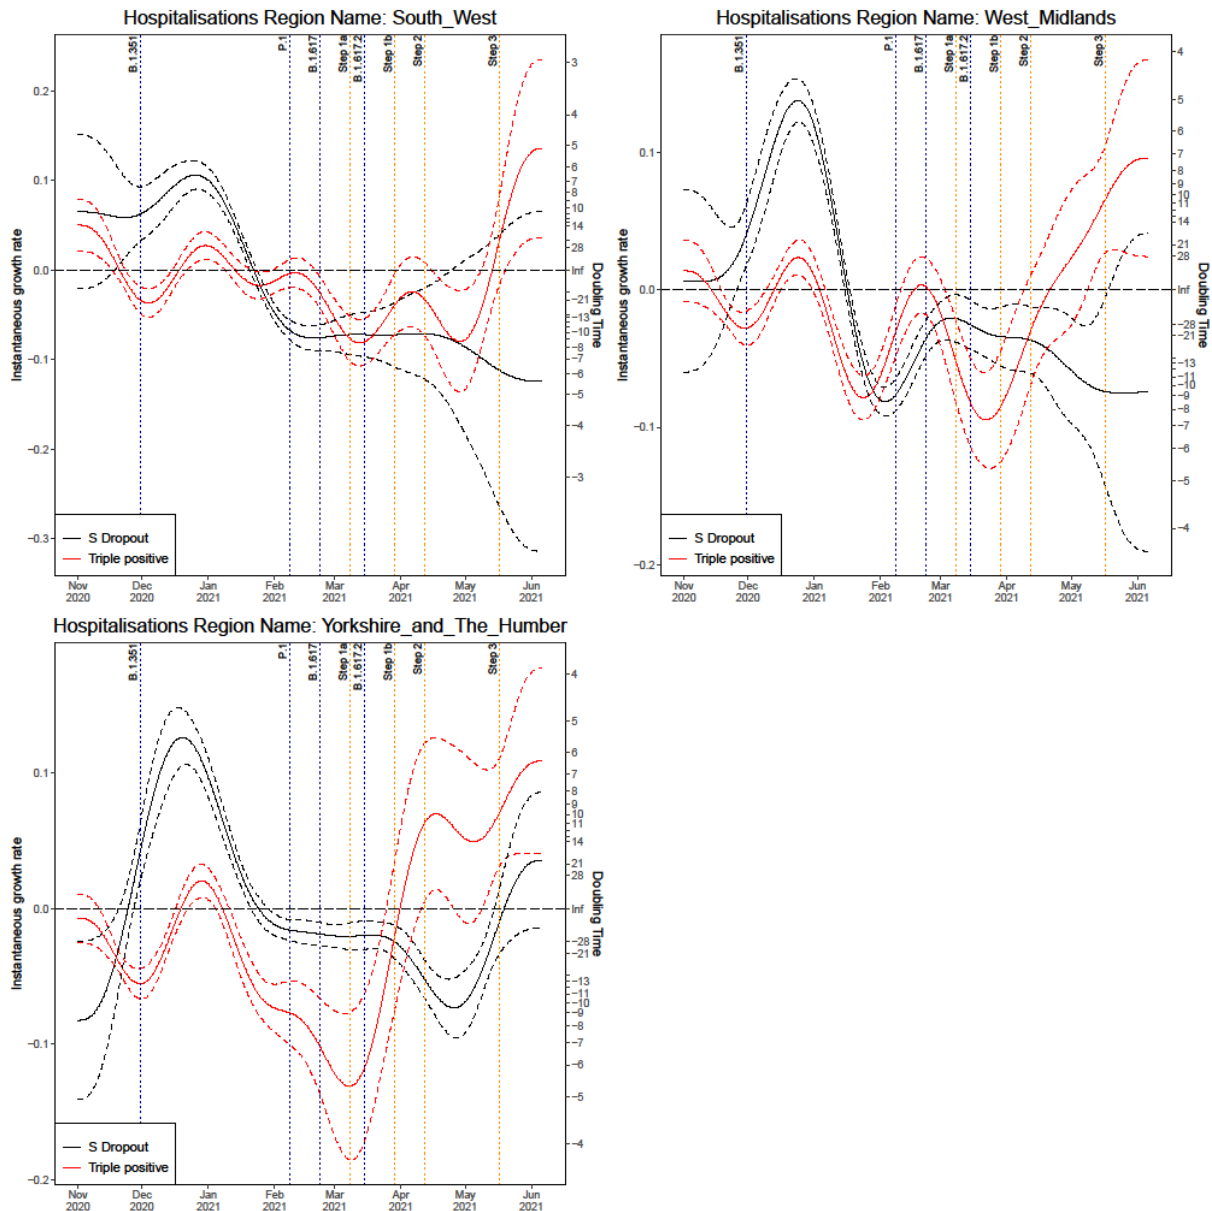 Hospitalisations Region Name: South_West
B.1.351
P.1
B.1.617
Step 1a
B.1.617.2
Step 1b
Step 2
Step 3
Instantaneous growth rate
0.2
0.1
0.0
−0.1
−0.2
−0.3
Doubling Time
3
4
5
6
7
8
10
14
28
Inf
−21
−13
−10
−8
−7
−6
−5
−4
−3
S Dropout
Triple positive
Nov Dec Jan Feb Mar Apr May Jun
2020 2020 2021 2021 2021 2021 2021 2021
Hospitalisations Region Name: West_Midlands
B.1.351
P.1
B.1.617
Step 1a
B.1.617.2
Step 1b
Step 2
Step 3
Instantaneous growth rate
0.1
0.0
−0.1
−0.2
Doubling Time
4
5
6
7
8
9
10
11
14
21
28
Inf
−28
−21
−13
−11
−10
−9
−8
−7
−6
−5
−4
S Dropout
Triple positive
Nov Dec Jan Feb Mar Apr May Jun
2020 2020 2021 2021 2021 2021 2021 2021
Hospitalisations Region Name: Yorkshire_and_The_Humber
B.1.351
P.1
B.1.617
Step 1a
B.1.617.2
Step 1b
Step 2
Step 3
Instantaneous growth rate
0.1
0.0
−0.1
−0.2
Doubling Time
4
5
6
7
8
9
10
11
14
21
28
Inf
−28
−21
−13
−11
−10
−9
−8
−7
−6
−5
−4
S Dropout
Triple positive
Nov Dec Jan Feb Mar Apr May Jun
2020 2020 2021 2021 2021 2021 2021 2021